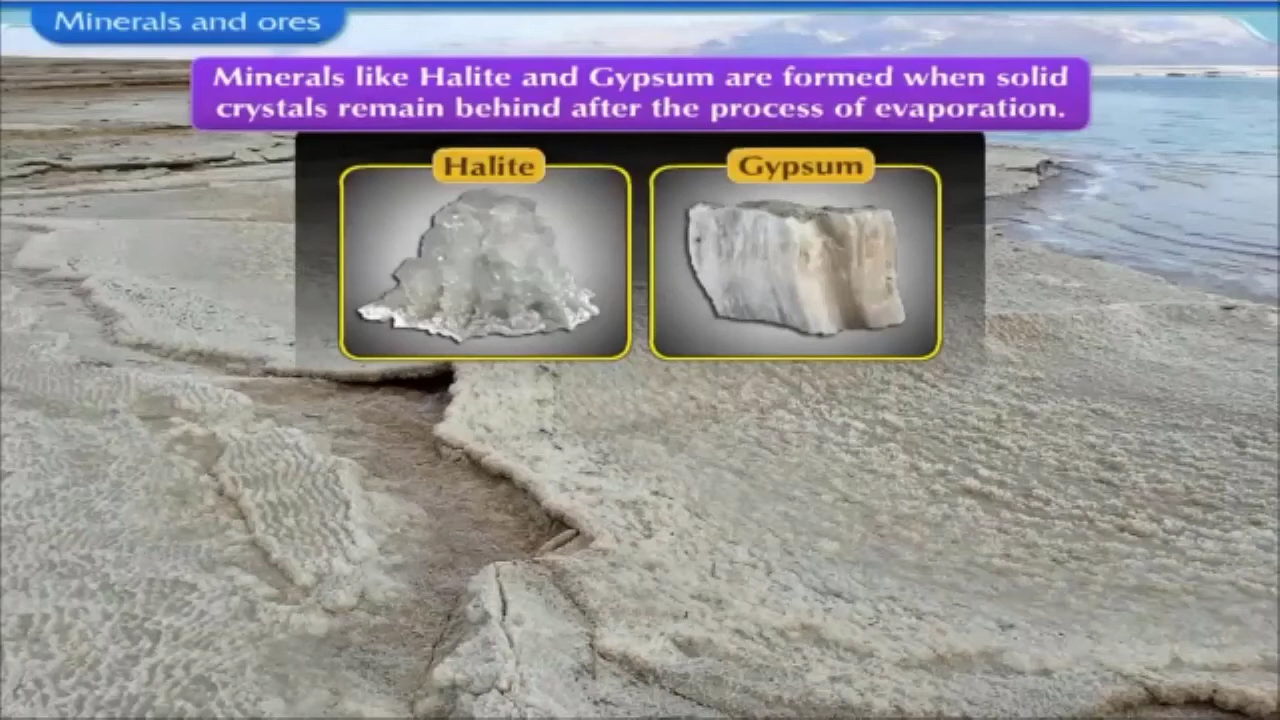 Minerals and ores
Minerals like Halite and Gypsum are formed when solid
crystals remain behind after the process of evaporation.
Halite
Gypsum